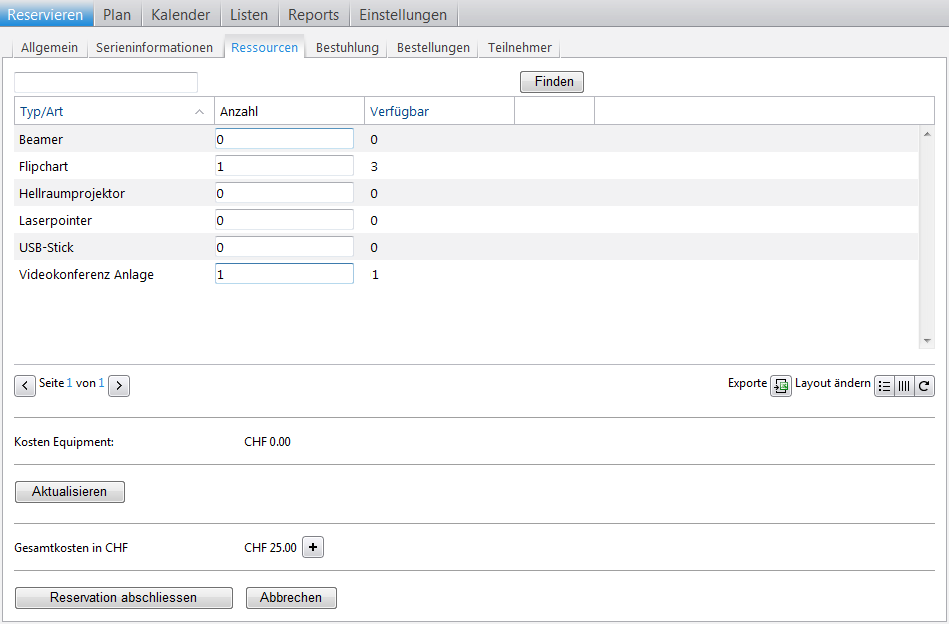 Reservieren Plan Kalender Listen Reports Einstellungen
Allgemein Serieninformationen Ressourcen Bestuhlung Bestellungen Teilnehmer
Finden
Typ/Art Anzahl Verfügbar
Beamer 0 0
Flipchart 1 3
Hellraumprojektor 0 0
Laserpointer 0 0
USB-Stick 0 0
Videokonferenz Anlage 1 1
Seite 1 von 1 Exporte Layout ändern
Kosten Equipment: CHF 0.00
Aktualisieren
Gesamtkosten in CHF CHF 25.00
Reservation abschliessen Abbrechen